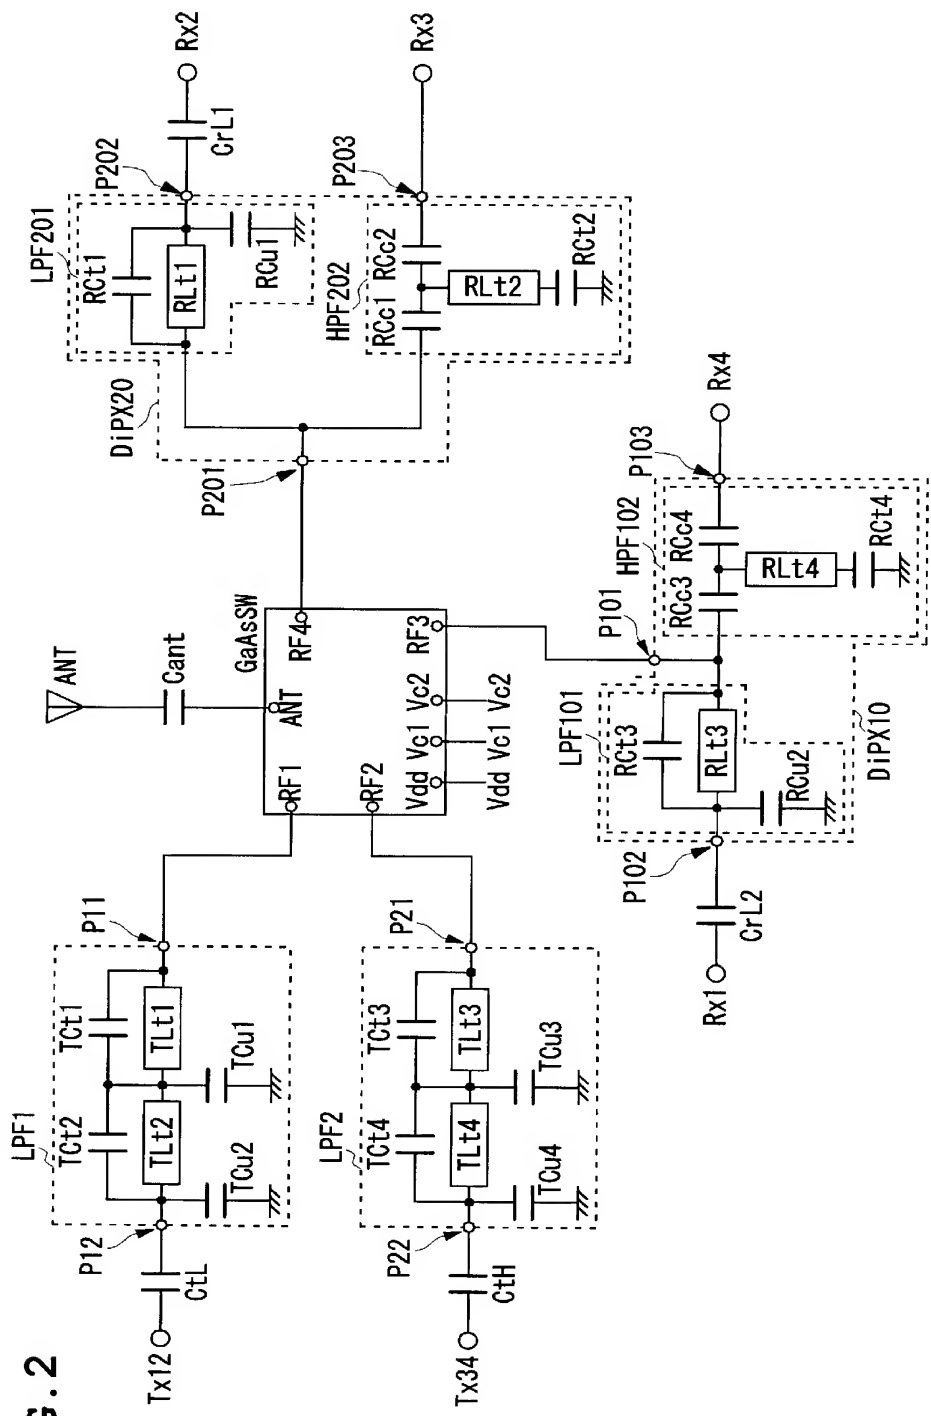 G.2
Rx2
Rx3
CrL1
P202
P203
LPF201
RCt1
RLt1
RCu1
HPF202
RCc1
RCc2
RLt2
RCt2
DiPX20
P201
Rx4
P103
HPF102
RCc3
RCc4
RLt4
RCt4
P101
LPF101
RCt3
RLt3
RCu2
DiPX10
P102
CrL2
Rx1
ANT
Cant
GaAsSW
ANT
RF4
RF3
RF1
RF2
Vdd
Vc1
Vc2
Vdd
Vc1
Vc2
P11
LPF1
TCt1
TCt2
TLt1
TLt2
TCu1
TCu2
P12
CtL
Tx12
P21
LPF2
TCt3
TCt4
TLt3
TLt4
TCu3
TCu4
P22
CtH
Tx34